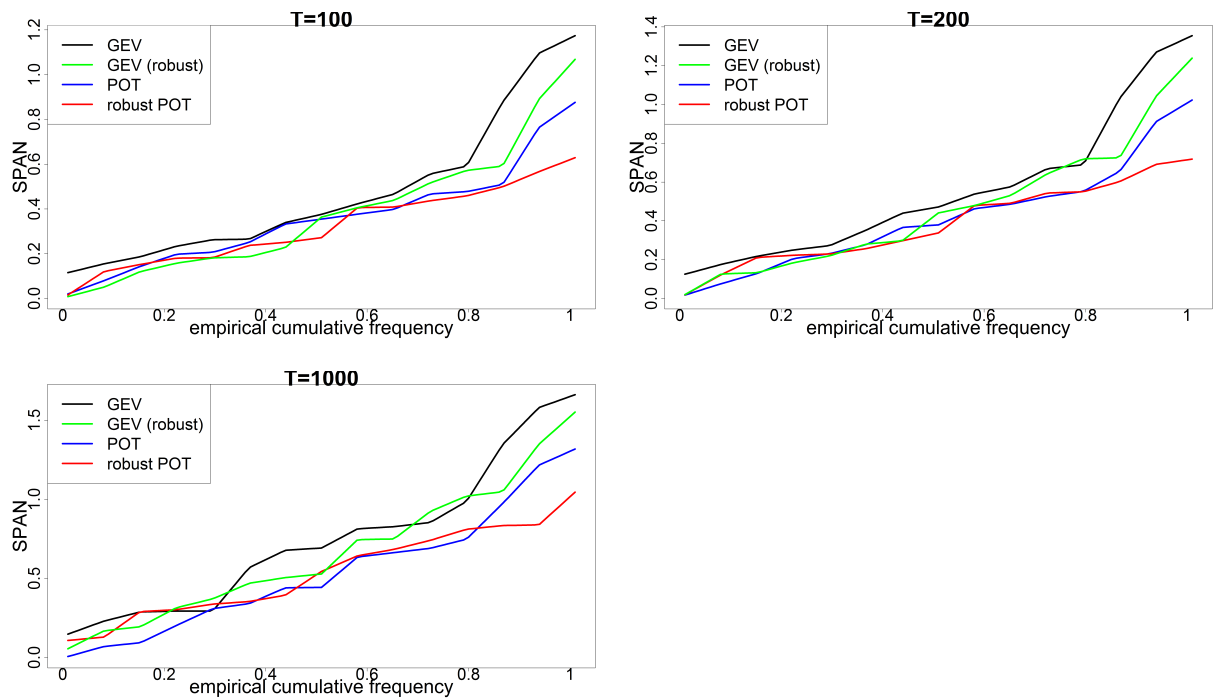 T=100
GEV
GEV (robust)
POT
robust POT
SPAN
0.0 0.2 0.4 0.6 0.8 1.0 1.2
0 0.2 0.4 0.6 0.8 1
empirical cumulative frequency
T=200
GEV
GEV (robust)
POT
robust POT
SPAN
0.0 0.2 0.4 0.6 0.8 1.0 1.2 1.4
0 0.2 0.4 0.6 0.8 1
empirical cumulative frequency
T=1000
GEV
GEV (robust)
POT
robust POT
SPAN
0.0 0.5 1.0 1.5
0 0.2 0.4 0.6 0.8 1
empirical cumulative frequency